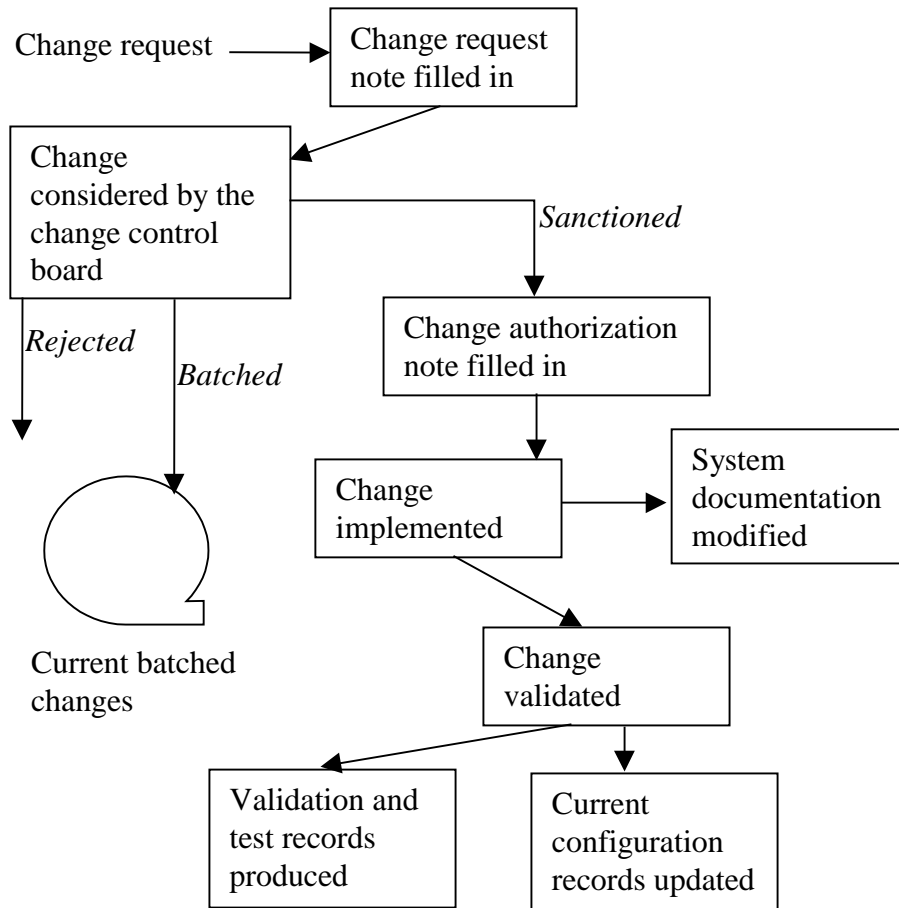 Change request
Change request
note filled in
Change
considered by the
change control
board
Sanctioned
Rejected
Batched
Change authorization
note filled in
Change
implemented
System
documentation
modified
Current batched
changes
Change
validated
Validation and
test records
produced
Current
configuration
records updated